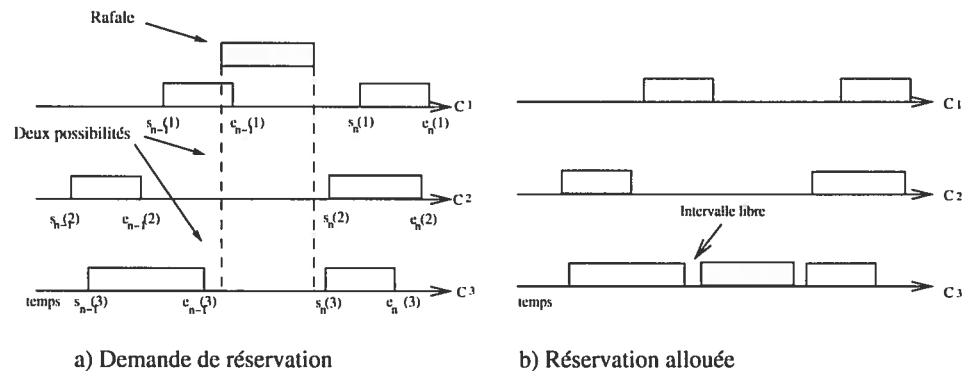 Rafale
C1
s_{n-1}(1) e_{n-1}(1) s_n(1) e_n(1)
Deux possibilités
C2
s_{n-1}(2) e_{n-1}(2) s_n(2) e_n(2)
C3
temps s_{n-1}(3) e_{n-1}(3) s_n(3) e_n(3)
a) Demande de réservation
C1
C2
Intervalle libre
C3
temps
b) Réservation allouée